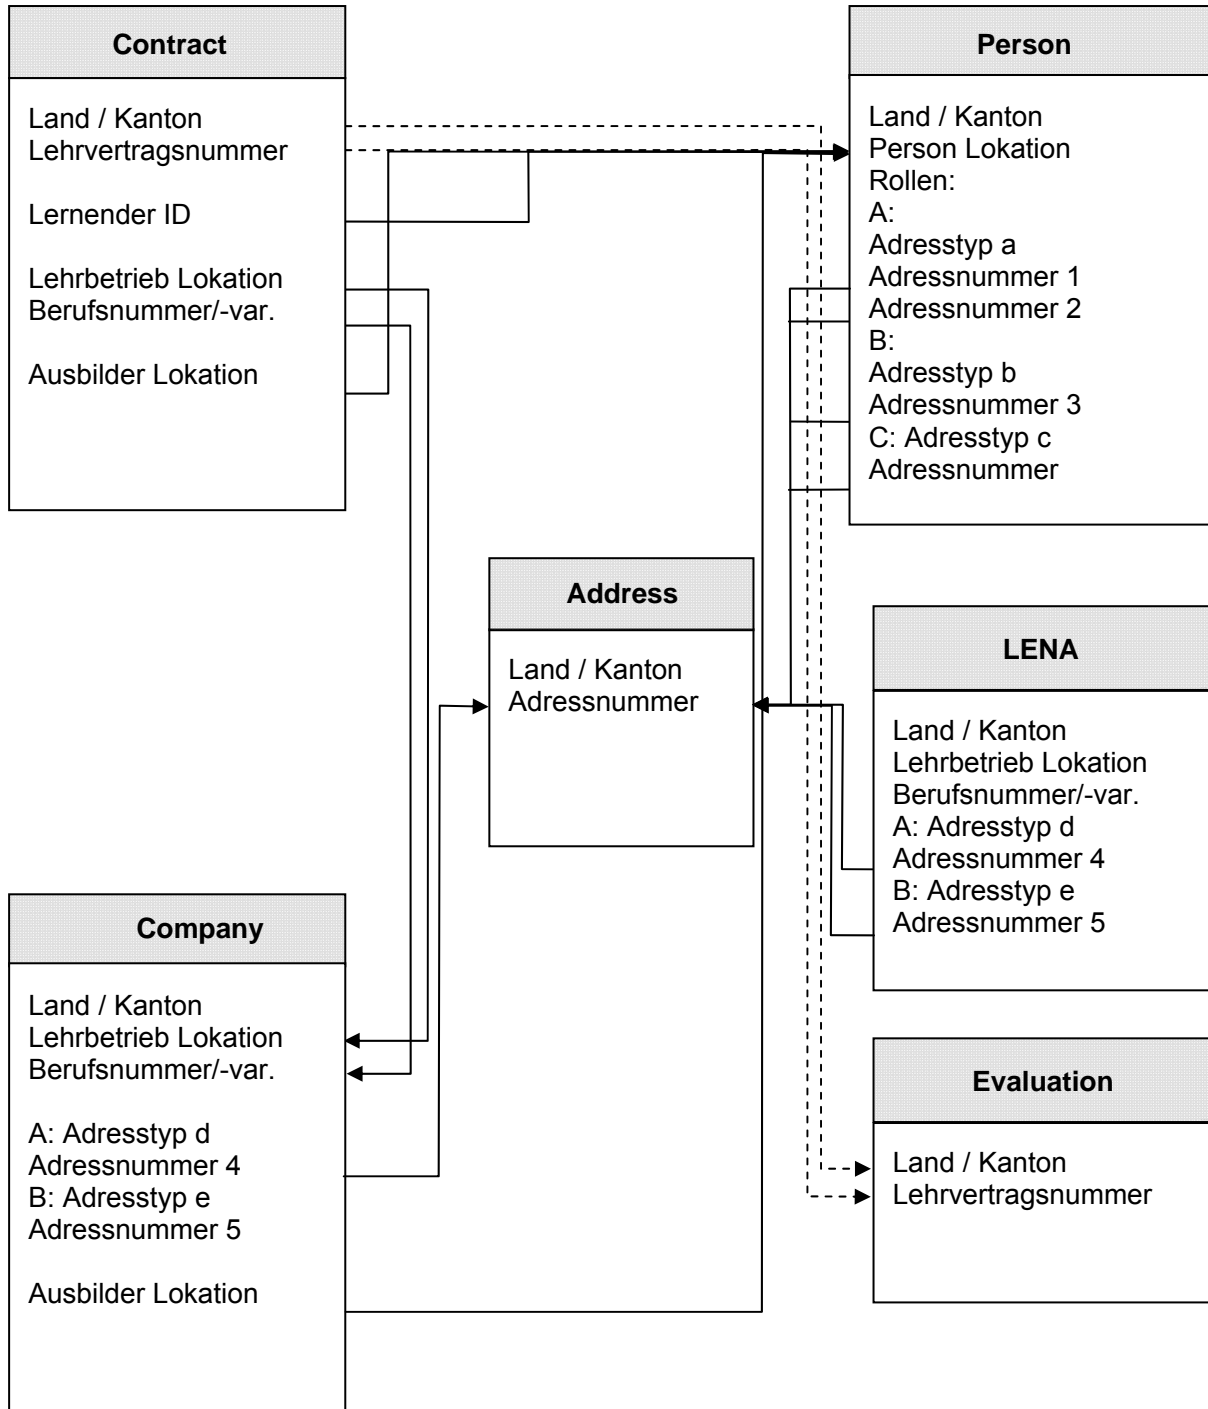 Contract
Land / Kanton
Lehrvertragsnummer
Lernender ID
Lehrbetrieb Lokation
Berufsnummer/-var.
Ausbilder Lokation
Person
Land / Kanton
Person Lokation
Rollen:
A:
Adresstyp a
Adressnummer 1
Adressnummer 2
B:
Adresstyp b
Adressnummer 3
C: Adresstyp c
Adressnummer
Address
Land / Kanton
Adressnummer
LENA
Land / Kanton
Lehrbetrieb Lokation
Berufsnummer/-var.
A: Adresstyp d
Adressnummer 4
B: Adresstyp e
Adressnummer 5
Company
Land / Kanton
Lehrbetrieb Lokation
Berufsnummer/-var.
A: Adresstyp d
Adressnummer 4
B: Adresstyp e
Adressnummer 5
Ausbilder Lokation
Evaluation
Land / Kanton
Lehrvertragsnummer